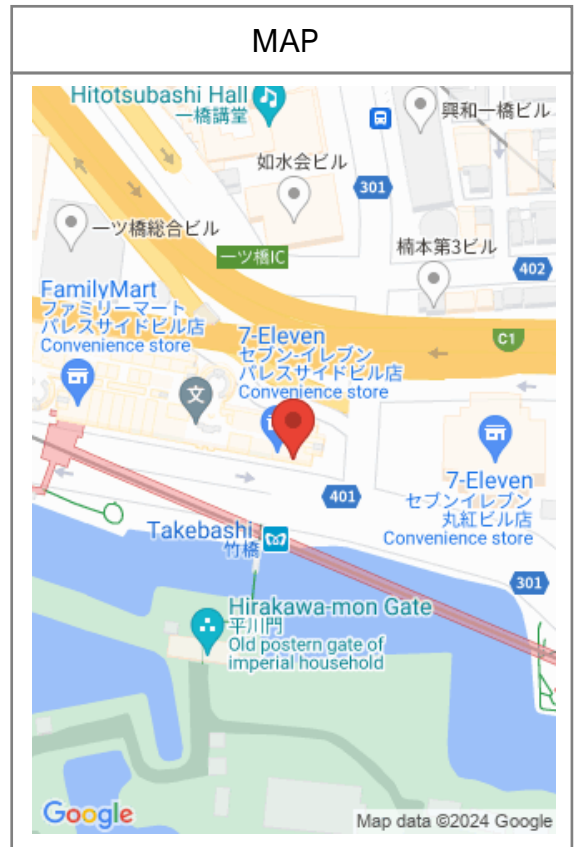 MAP
Hitotsubashi Hall
一橋講堂
興和一橋ビル
如水会ビル
301
一ツ橋総合ビル
一ツ橋IC
楠本第3ビル
402
FamilyMart
ファミリーマート
パレスサイドビル店
Convenience store
C1
7-Eleven
セブン-イレブン
パレスサイドビル店
Convenience store
文
401
7-Eleven
セブンイレブン
丸紅ビル店
Convenience store
Takebashi
竹橋
301
Hirakawa-mon Gate
平川門
Old postern gate of
imperial household
Google
Map data ©2024 Google